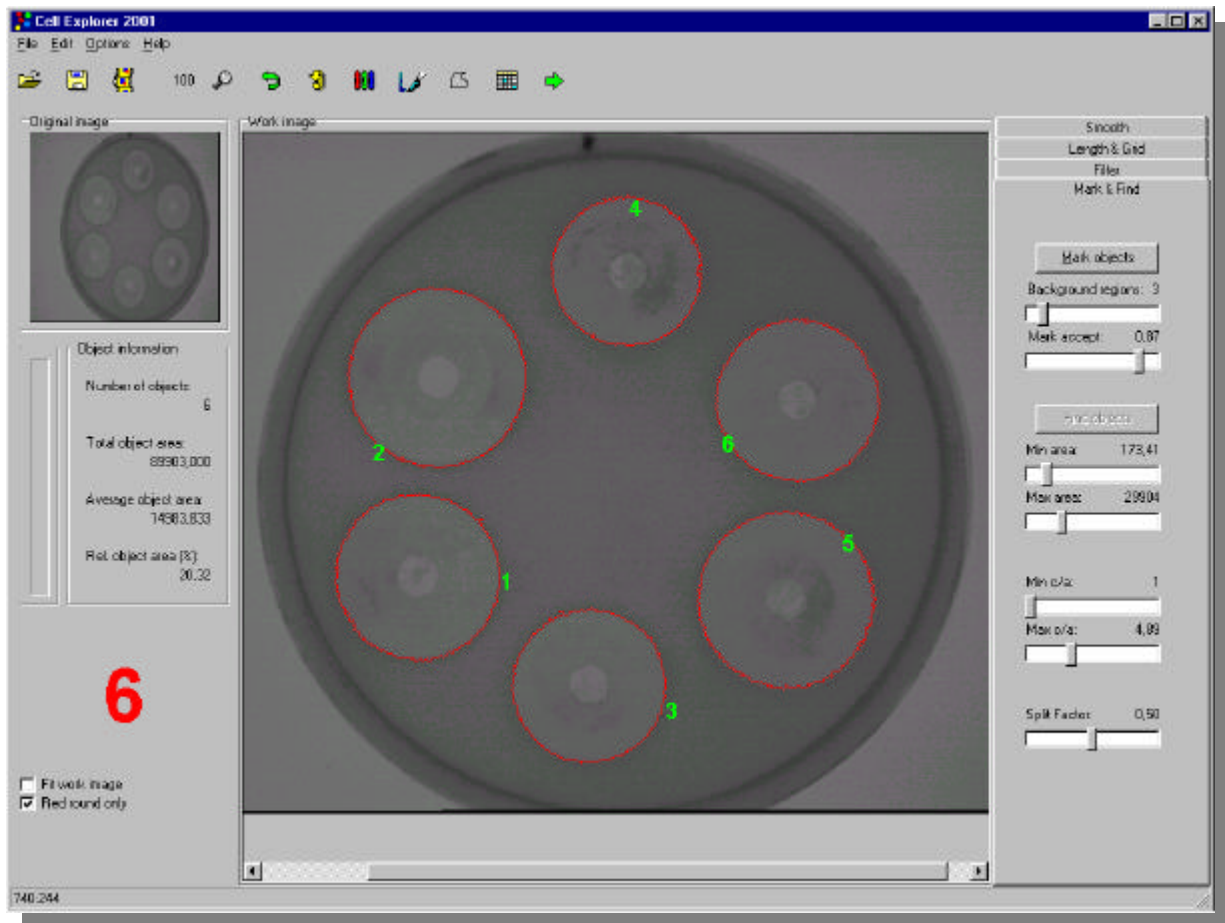 Cell Explorer 2001
File Edit Options Help
100
Original image
Work image
Smooth
Length & Grid
Filter
Mark & Find
4
Mark objects
Background regions: 3
Mark accept: 0,87
Object information
Number of objects:
6
2
6
Find objects
Total object area:
89903,000
Min area: 173,41
Max area: 29904
Average object area:
14983,833
5
Rel. object area (%):
20.32
1
Min o/a: 1
Max o/a: 4,89
6
3
Split Factor: 0,50
Fit work image
Red round only
740:244